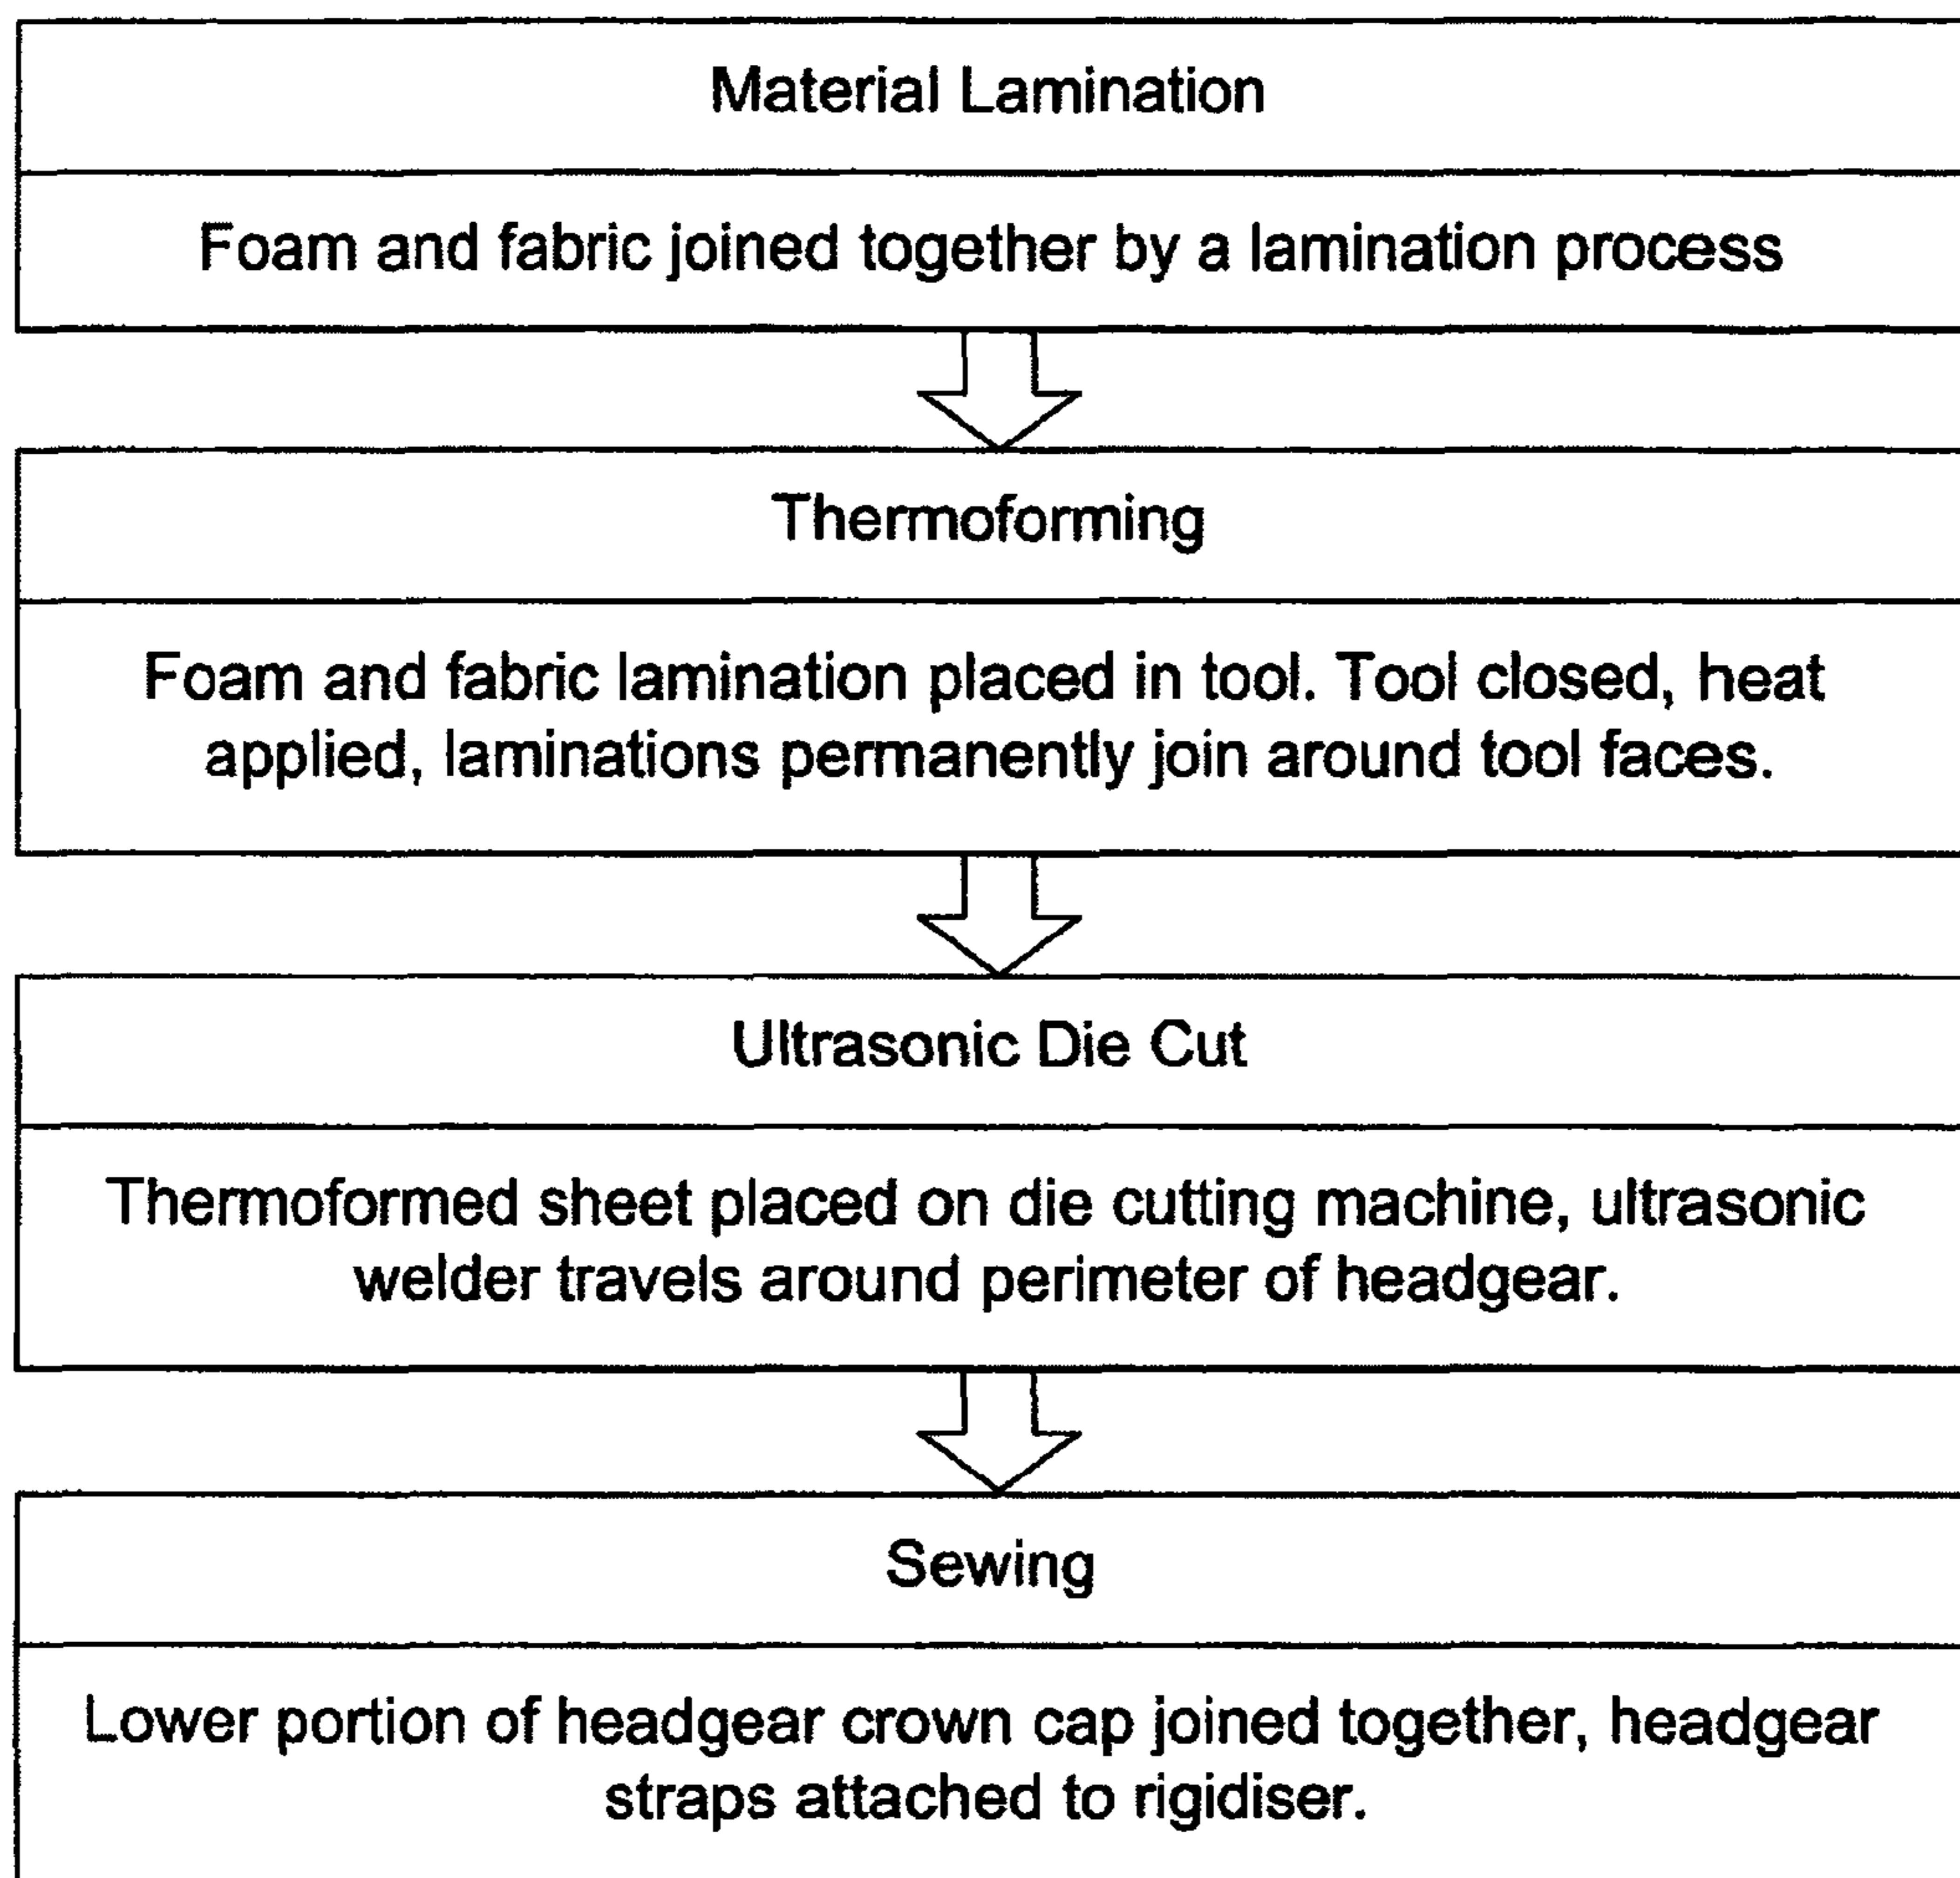 Material Lamination
Foam and fabric joined together by a lamination process
Thermoforming
Foam and fabric lamination placed in tool. Tool closed, heat
applied, laminations permanently join around tool faces.
Ultrasonic Die Cut
Thermoformed sheet placed on die cutting machine, ultrasonic
welder travels around perimeter of headgear.
Sewing
Lower portion of headgear crown cap joined together, headgear
straps attached to rigidiser.